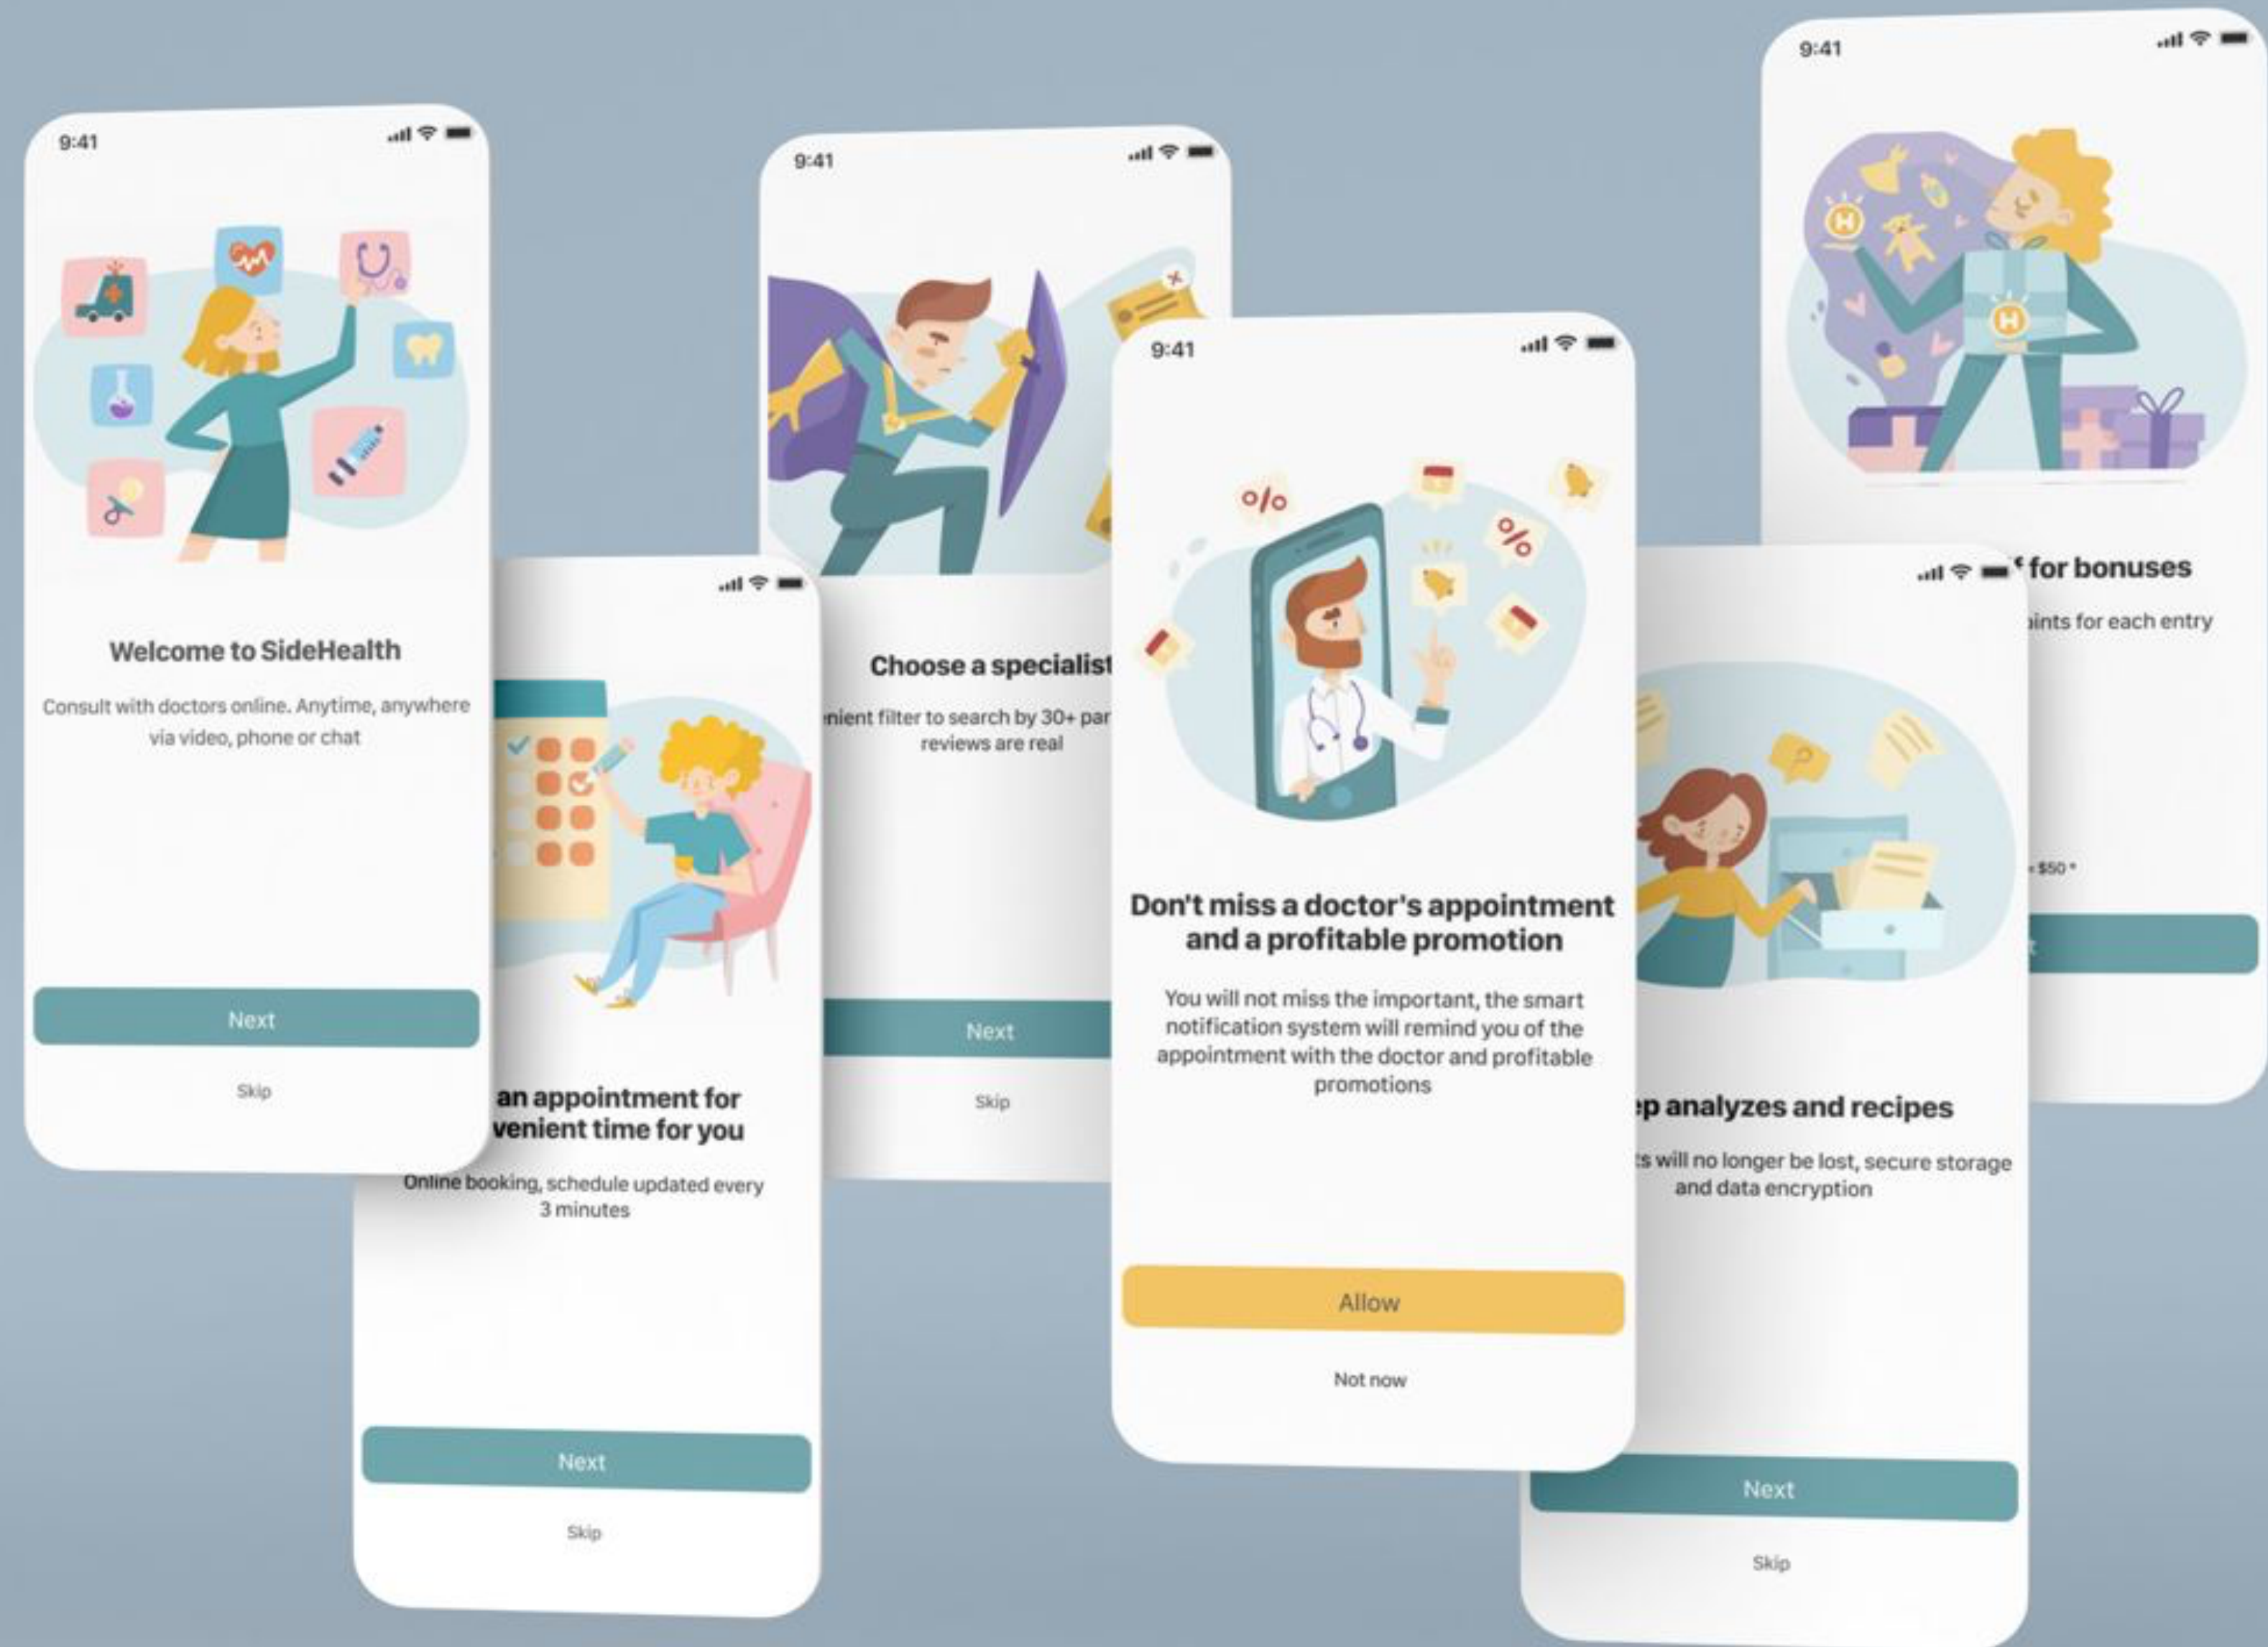 9:41
Welcome to SideHealth
Consult with doctors online. Anytime, anywhere
via video, phone or chat
Next
Skip
an appointment for
time for you
Online booking, schedule updated every
3 minutes
Next
Skip
9:41
Choose a specialist
filter to search by 30+
reviews are real
Next
Skip
9:41
%
%
Don't miss a doctor's appointment
and a profitable promotion
You will not miss the important, the smart
notification system will remind you of the
appointment with the doctor and profitable
promotions
Allow
Not now
analyzes and recipes
will no longer be lost, secure storage
and data encryption
Next
Skip
9:41
H
H
for bonuses
for each entry
$50 *